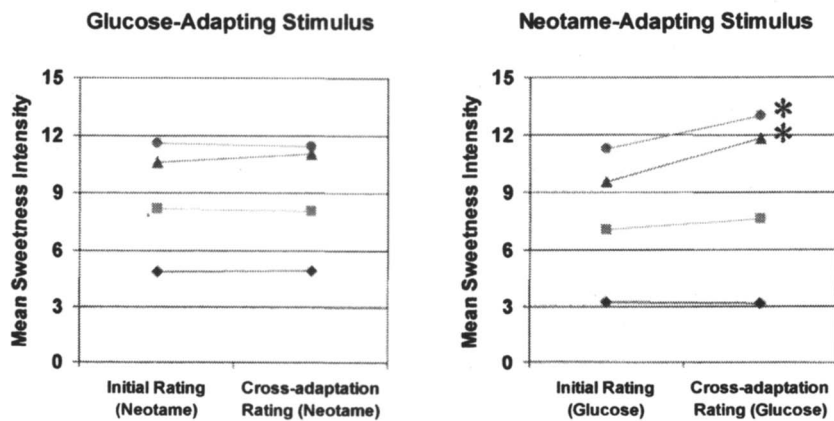 Glucose-Adapting Stimulus
Mean Sweetness Intensity
15
12
9
6
3
0
Initial Rating
(Neotame)
Cross-adaptation
Rating (Neotame)
Neotame-Adapting Stimulus
Mean Sweetness Intensity
15
12
9
6
3
0
*
*
Initial Rating
(Glucose)
Cross-adaptation
Rating (Glucose)